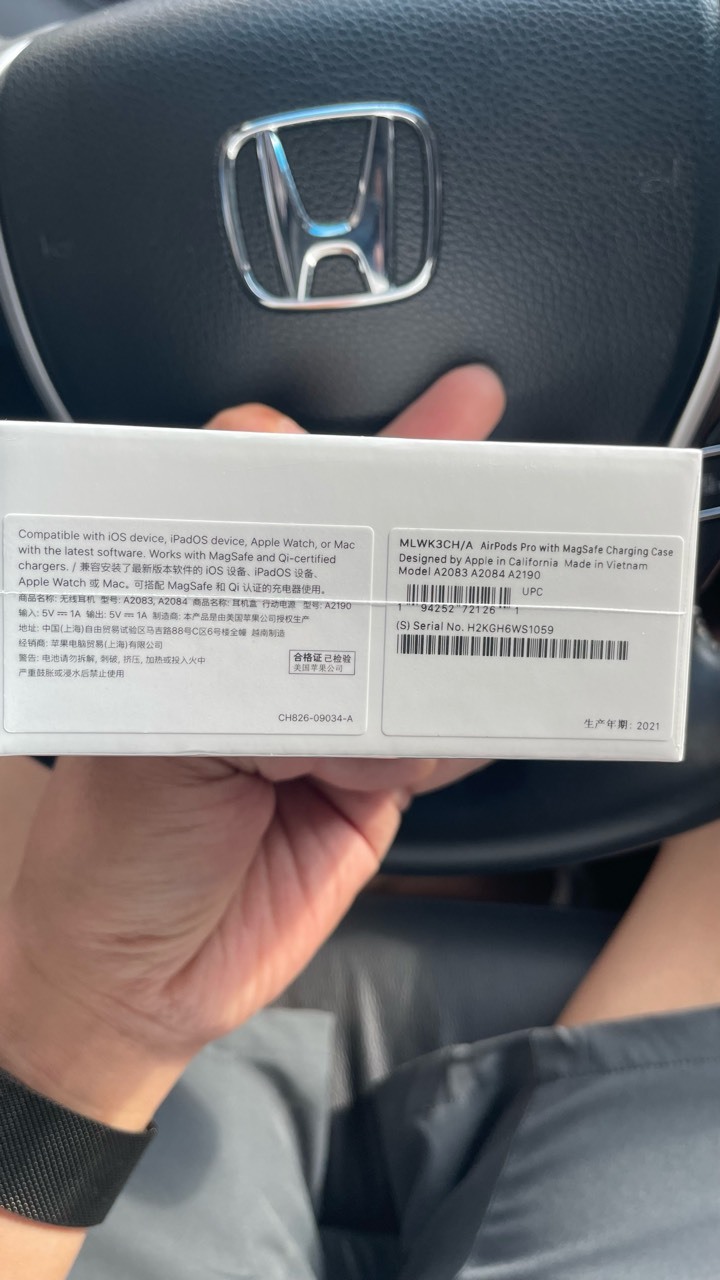 Compatible with iOS device, iPadOS device, Apple Watch, or Mac
with the latest software. Works with MagSafe and Qi-certified
chargers. / 兼容安装了最新版本软件的 iOS 设备、iPadOS 设备、
Apple Watch 或 Mac。可搭配 MagSafe 和 Qi 认证的充电器使用。
商品名称: 无线耳机 型号: A2083, A2084 商品名称: 耳机盒 行动电源 型号: A2190
输入: 5V⎓1A 输出: 5V⎓1A 制造商: 本产品是由美国苹果公司授权生产
地址: 中国(上海)自由贸易试验区马吉路88号C区6号楼全幢 越南制造
经销商: 苹果电脑贸易(上海)有限公司
警告: 电池请勿拆解, 刺破, 挤压, 加热或投入火中
严重鼓胀或浸水后禁止使用
合格证 已检验
美国苹果公司
CH826-09034-A
MLWK3CH/A AirPods Pro with MagSafe Charging Case
Designed by Apple in California Made in Vietnam
Model A2083 A2084 A2190
UPC
1 94252 72126 1
(S) Serial No. H2KGH6WS1059
生产年期: 2021